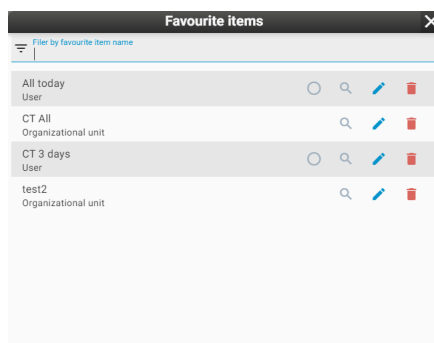 Favourite items
Filer by favourite item name
All today
User
CT All
Organizational unit
CT 3 days
User
test2
Organizational unit